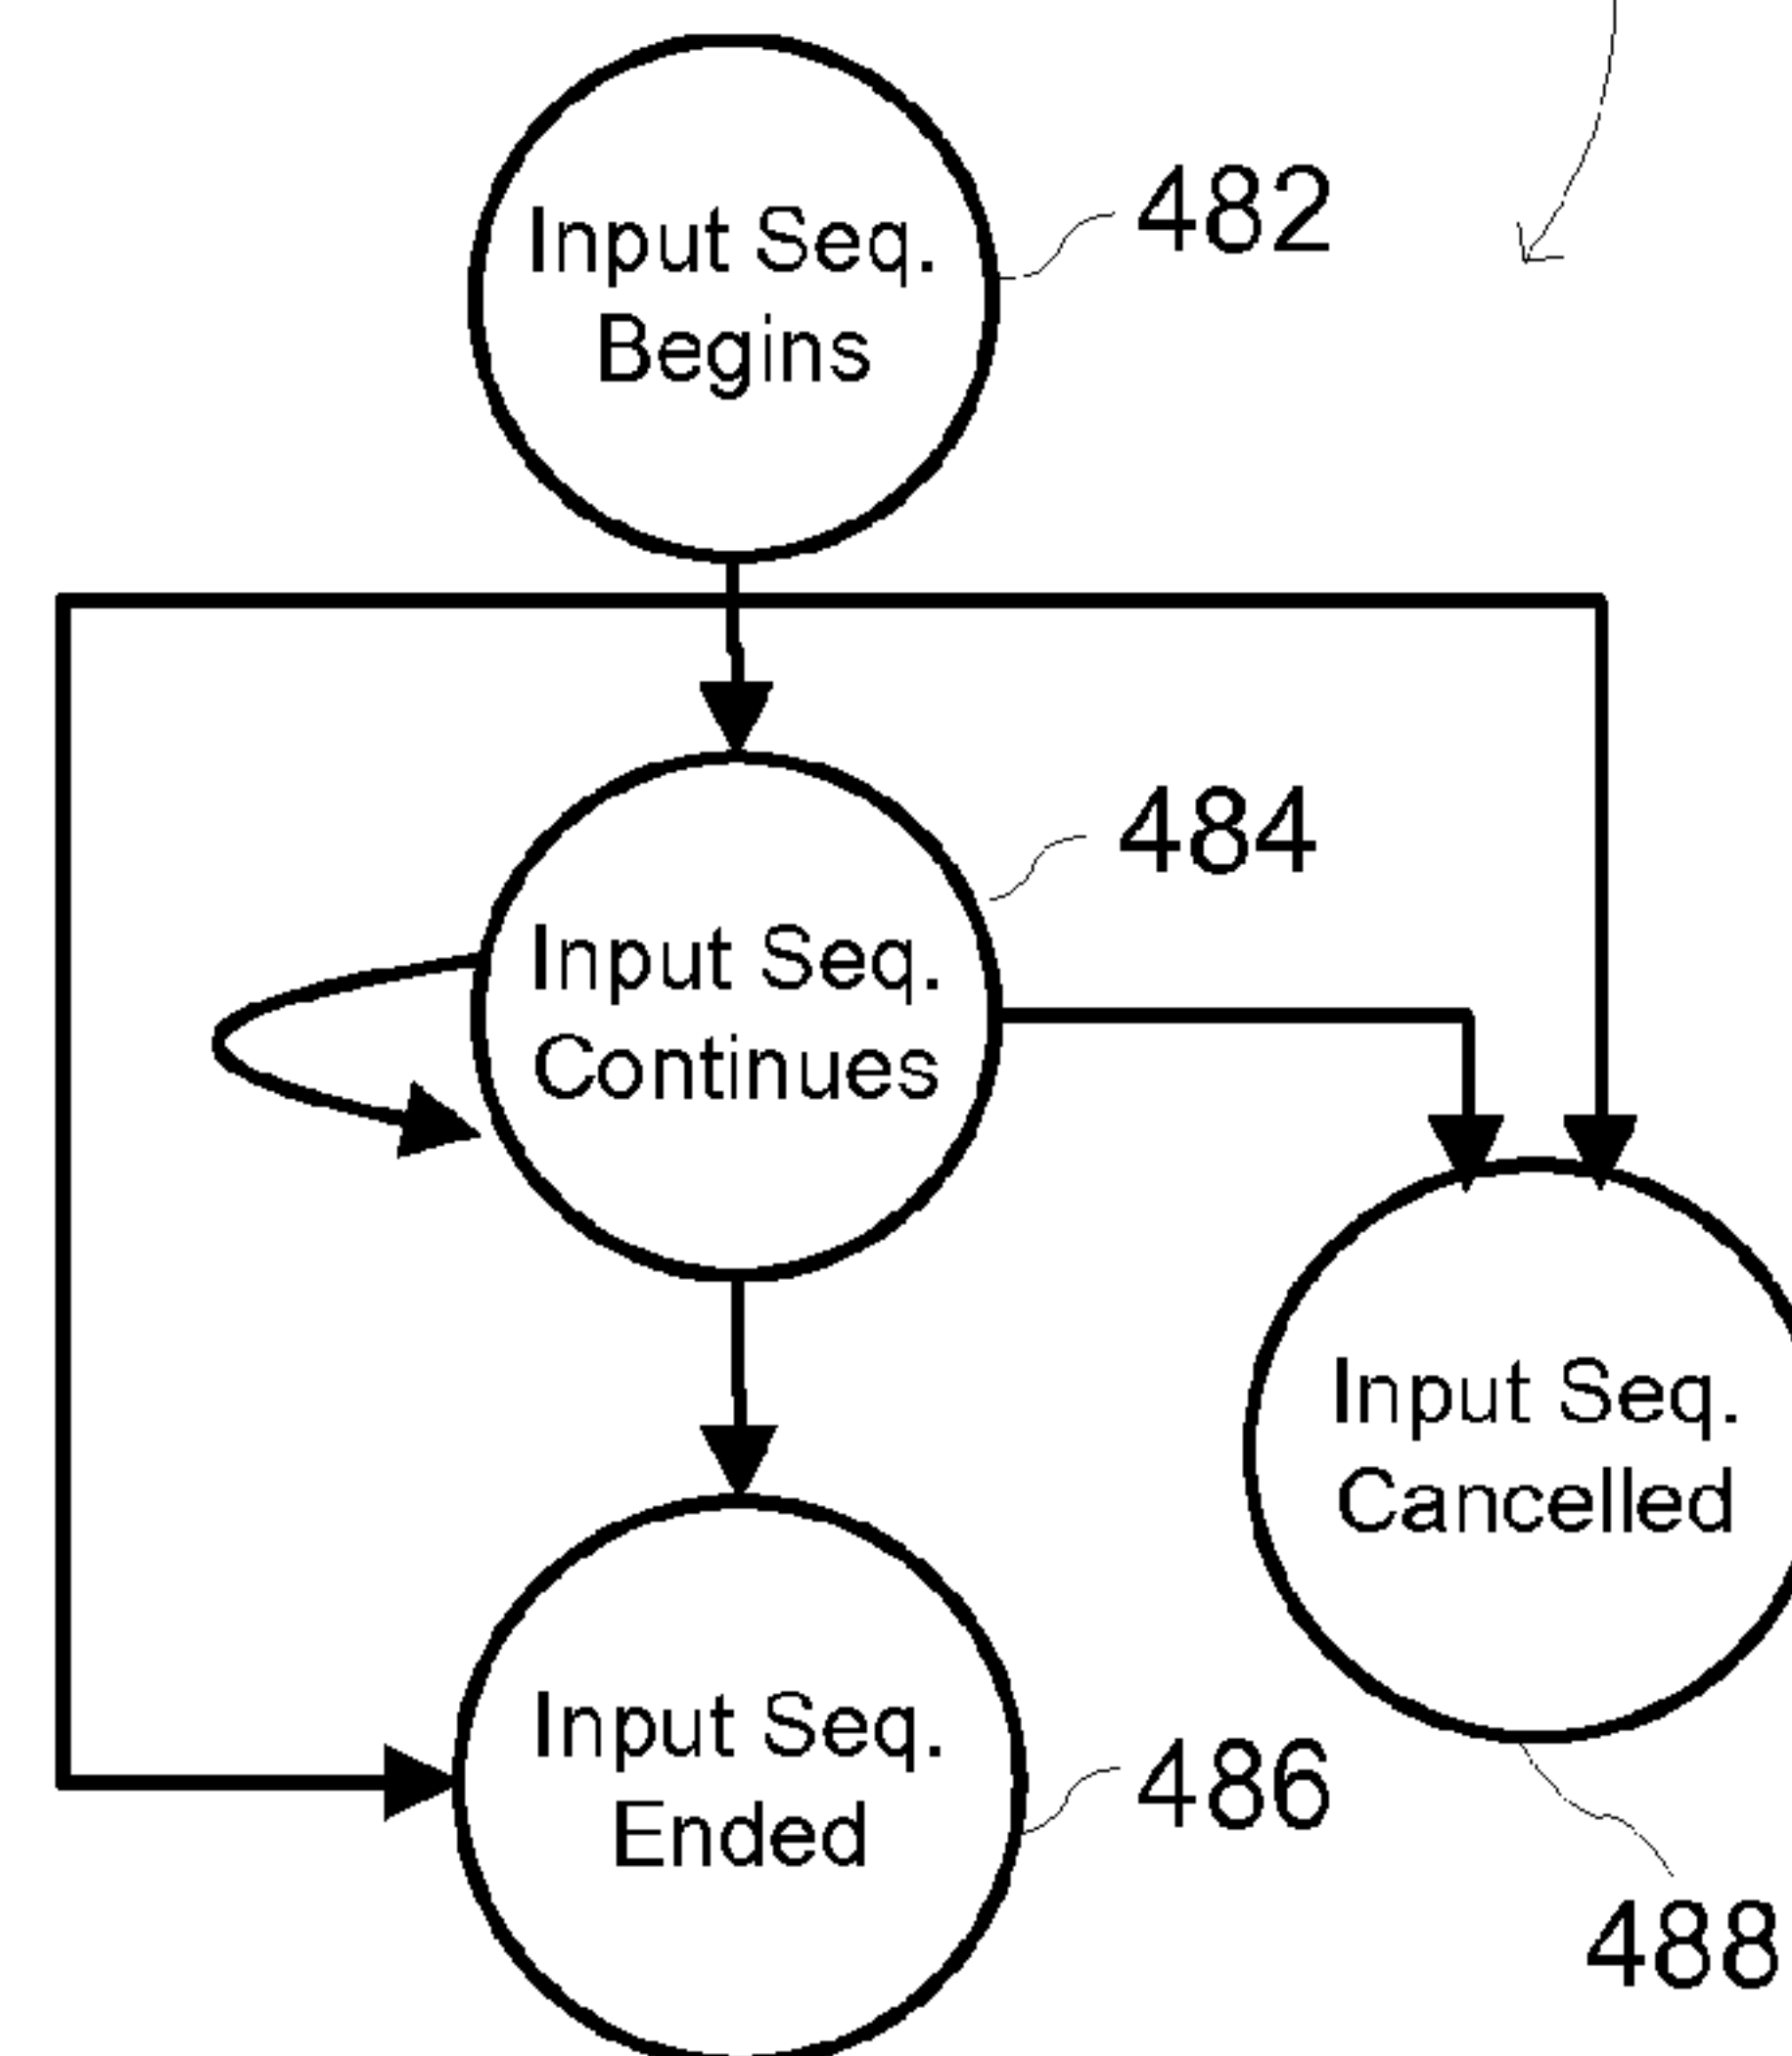 Input Seq.
Begins
482
484
Input Seq.
Continues
Input Seq.
Cancelled
Input Seq.
Ended
486
488